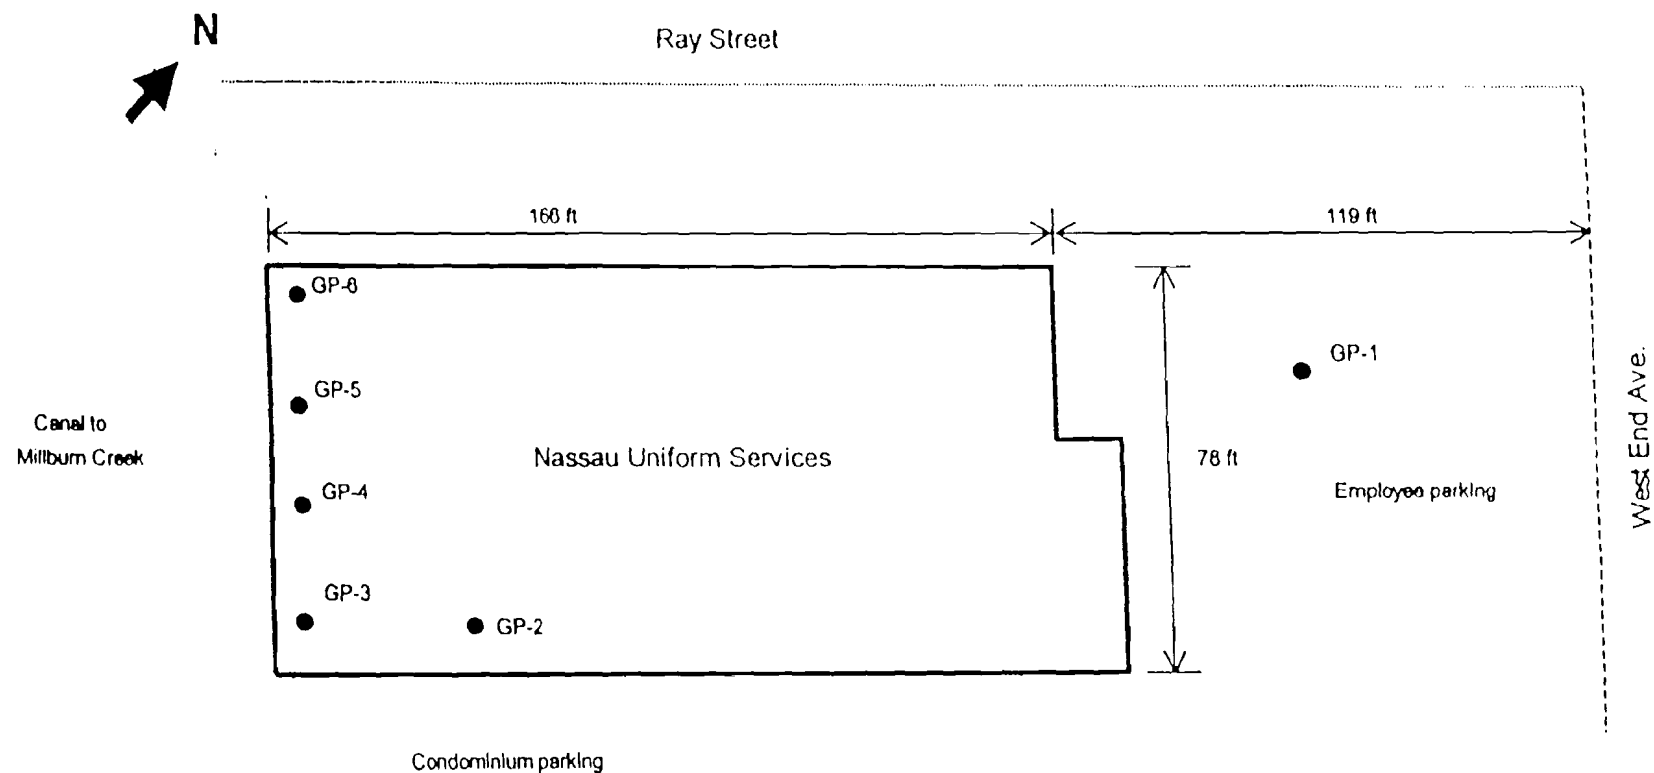 N
Ray Street
ft
119 ft
GP-6
GP-1
GP-5
Canal to
Millburn Creek
Nassau Uniform Services
78 ft
West End Ave.
GP-4
Employee parking
GP-3
GP-2
Condominium parking